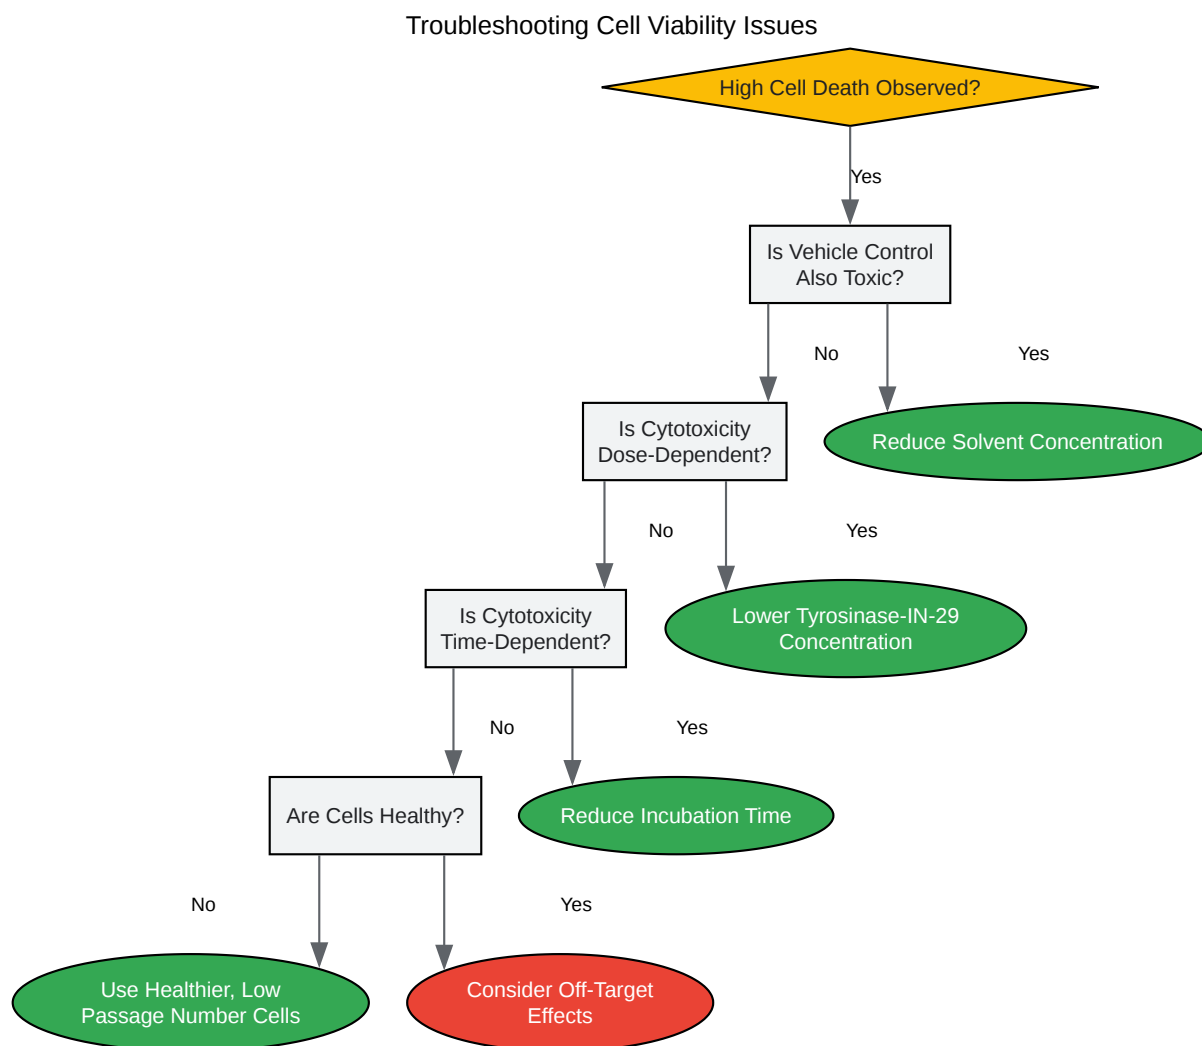 Troubleshooting Cell Viability Issues
High Cell Death Observed?
Yes
Is Vehicle Control
Also Toxic?
No
Yes
Is Cytotoxicity
Dose-Dependent?
Reduce Solvent Concentration
No
Yes
Is Cytotoxicity
Time-Dependent?
Lower Tyrosinase-IN-29
Concentration
No
Yes
Are Cells Healthy?
Reduce Incubation Time
No
Yes
Use Healthier, Low
Passage Number Cells
Consider Off-Target
Effects